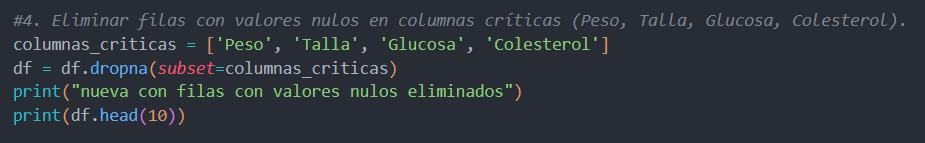 #4. Eliminar filas con valores nulos en columnas críticas (Peso, Talla, Glucosa, Colesterol).
columnas_criticas = ['Peso', 'Talla', 'Glucosa', 'Colesterol']
df = df.dropna(subset=columnas_criticas)
print("nueva con filas con valores nulos eliminados")
print(df.head(10))